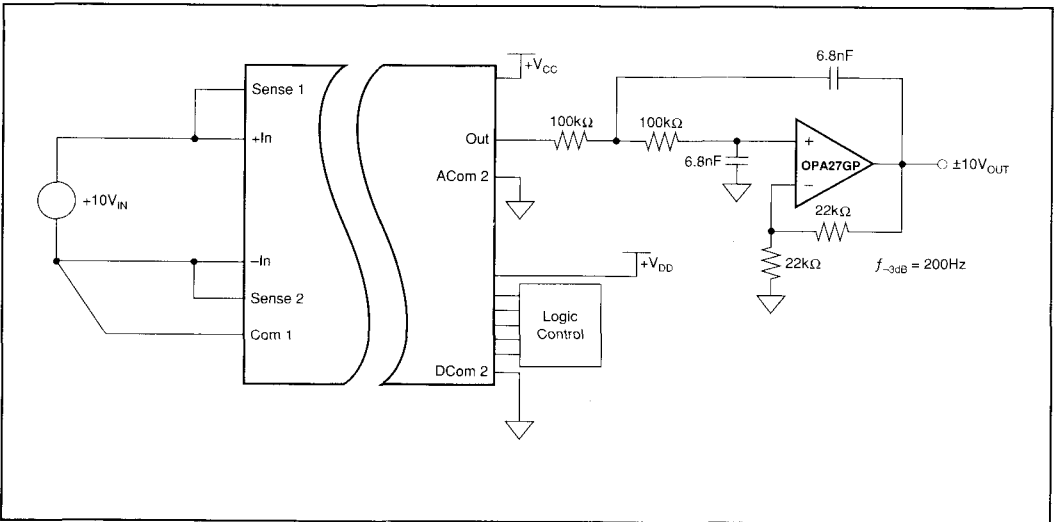 +V_CC
6.8nF
Sense 1
+In
+10V_IN
-In
Sense 2
Com 1
Out
ACom 2
100kΩ
100kΩ
6.8nF
+
OPA27GP
−
±10V_OUT
22kΩ
22kΩ
f_−3dB = 200Hz
+V_DD
Logic
Control
DCom 2